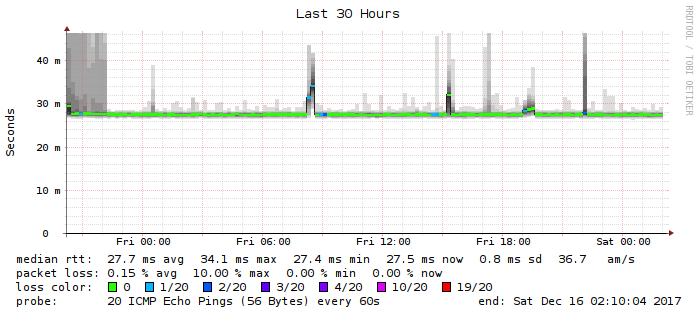 Last 30 Hours
RRDTOOL / TOBI OETIKER
Seconds
40 m
30 m
20 m
10 m
0
Fri 00:00 Fri 06:00 Fri 12:00 Fri 18:00 Sat 00:00
median rtt: 27.7 ms avg 34.1 ms max 27.4 ms min 27.5 ms now 0.8 ms sd 36.7 am/s
packet loss: 0.15 % avg 10.00 % max 0.00 % min 0.00 % now
loss color: 0 1/20 2/20 3/20 4/20 10/20 19/20
probe: 20 ICMP Echo Pings (56 Bytes) every 60s end: Sat Dec 16 02:10:04 2017